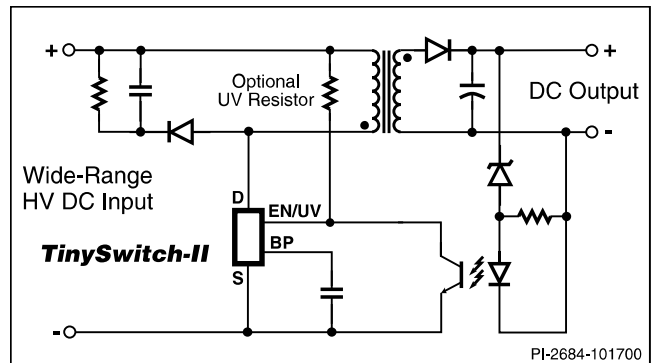 +
+
Optional
UV Resistor
DC Output
-
Wide-Range
HV DC Input
D
EN/UV
BP
TinySwitch-II
S
-
PI-2684-101700